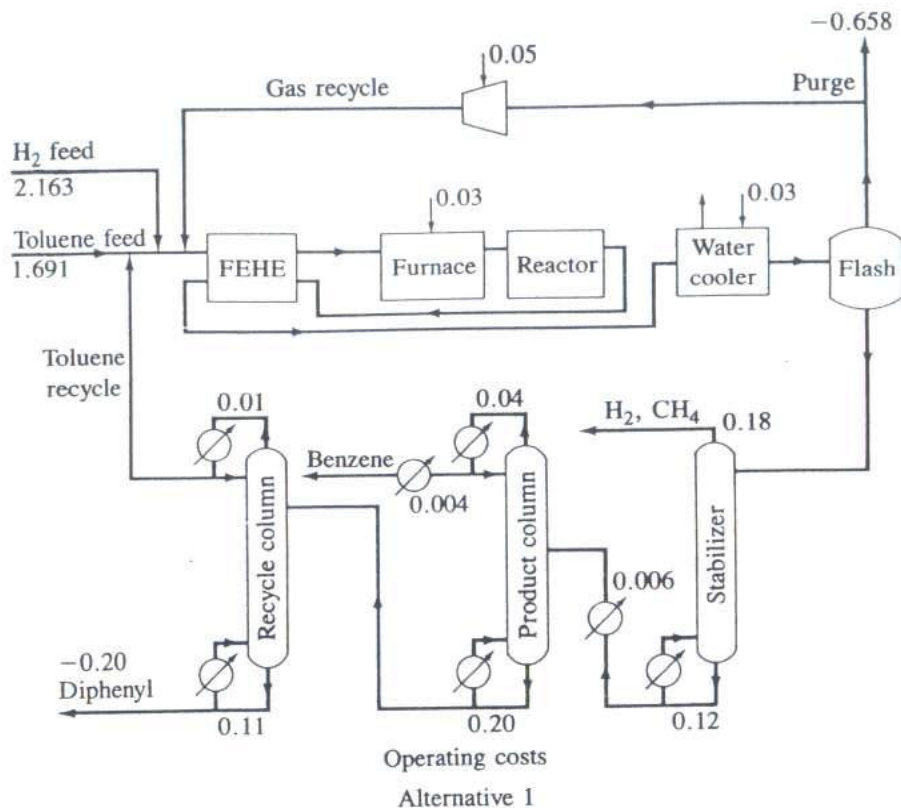 −0.658
0.05
Gas recycle
Purge
H₂ feed
2.163
0.03
0.03
Toluene feed
1.691
FEHE
Furnace
Reactor
Water
cooler
Flash
Toluene
recycle
0.01
0.04
H₂, CH₄
0.18
Benzene
0.004
Recycle column
Product column
0.006
Stabilizer
−0.20
Diphenyl
0.11
0.20
0.12
Operating costs
Alternative 1